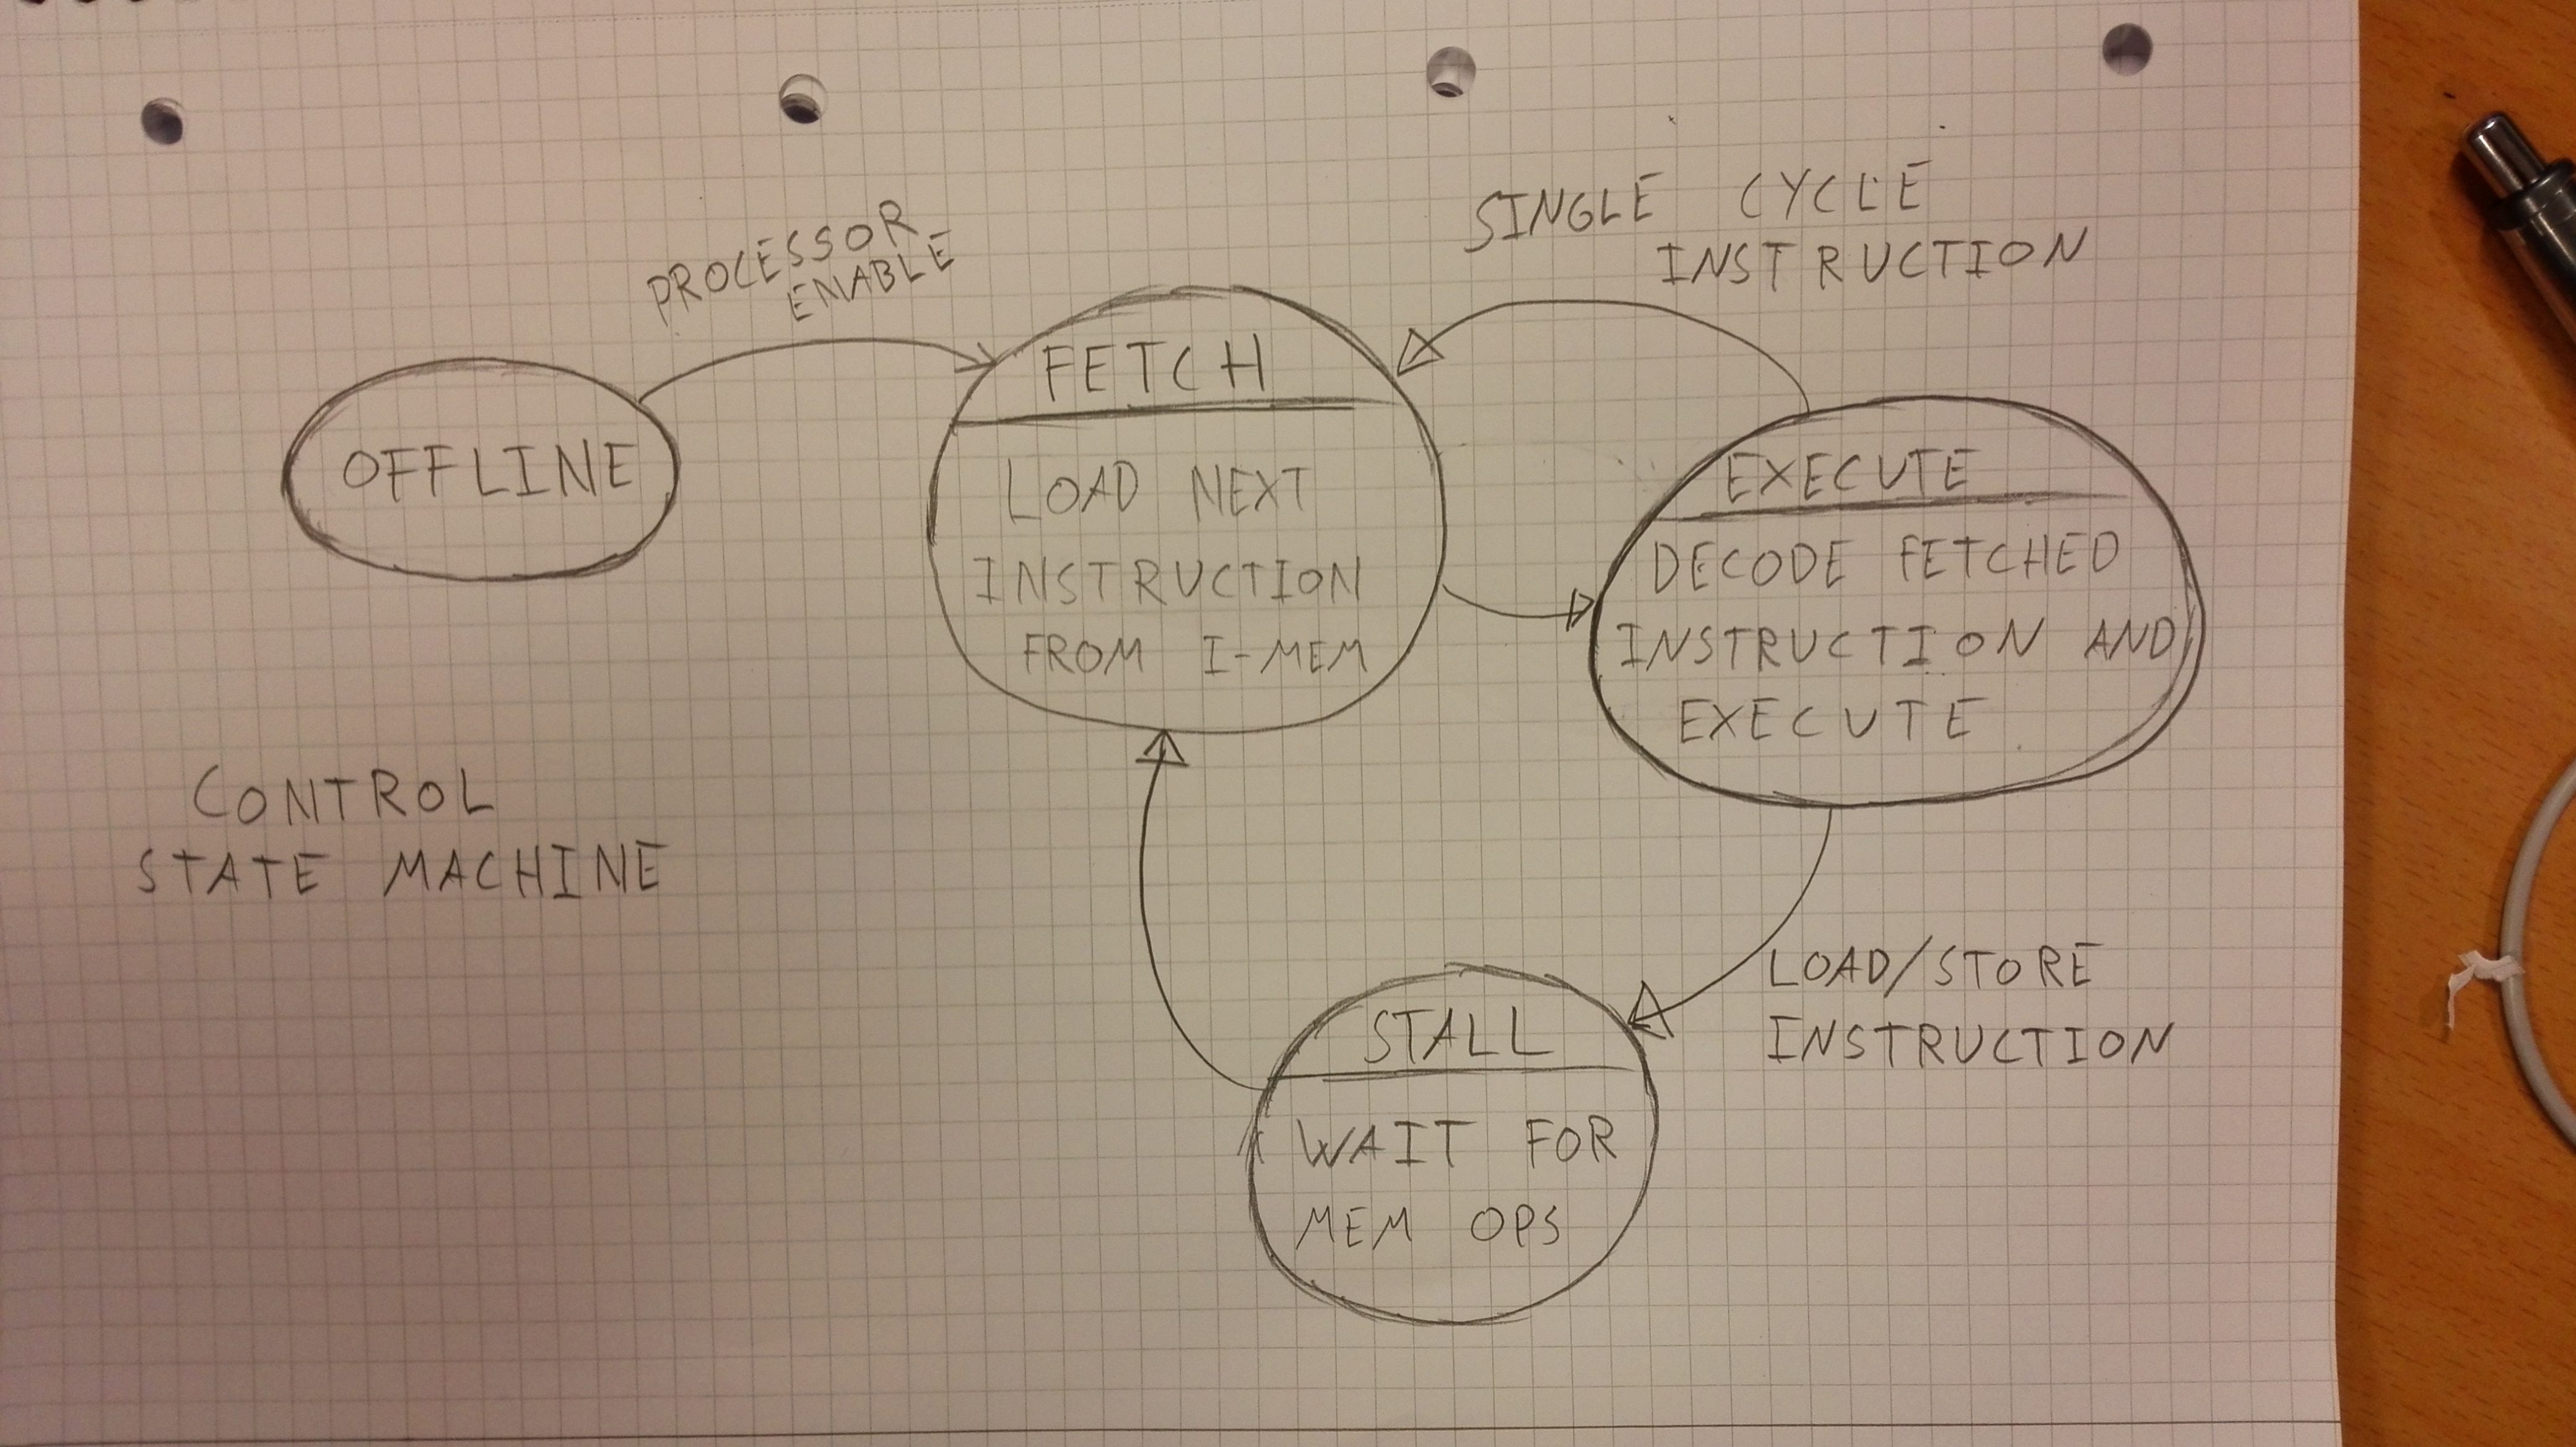 SINGLE CYCLE
INSTRUCTION
PROCESSOR
ENABLE
OFFLINE
FETCH
LOAD NEXT
INSTRUCTION
FROM I-MEM
EXECUTE
DECODE FETCHED
INSTRUCTION AND
EXECUTE
CONTROL
STATE MACHINE
LOAD/STORE
INSTRUCTION
STALL
WAIT FOR
MEM OPS